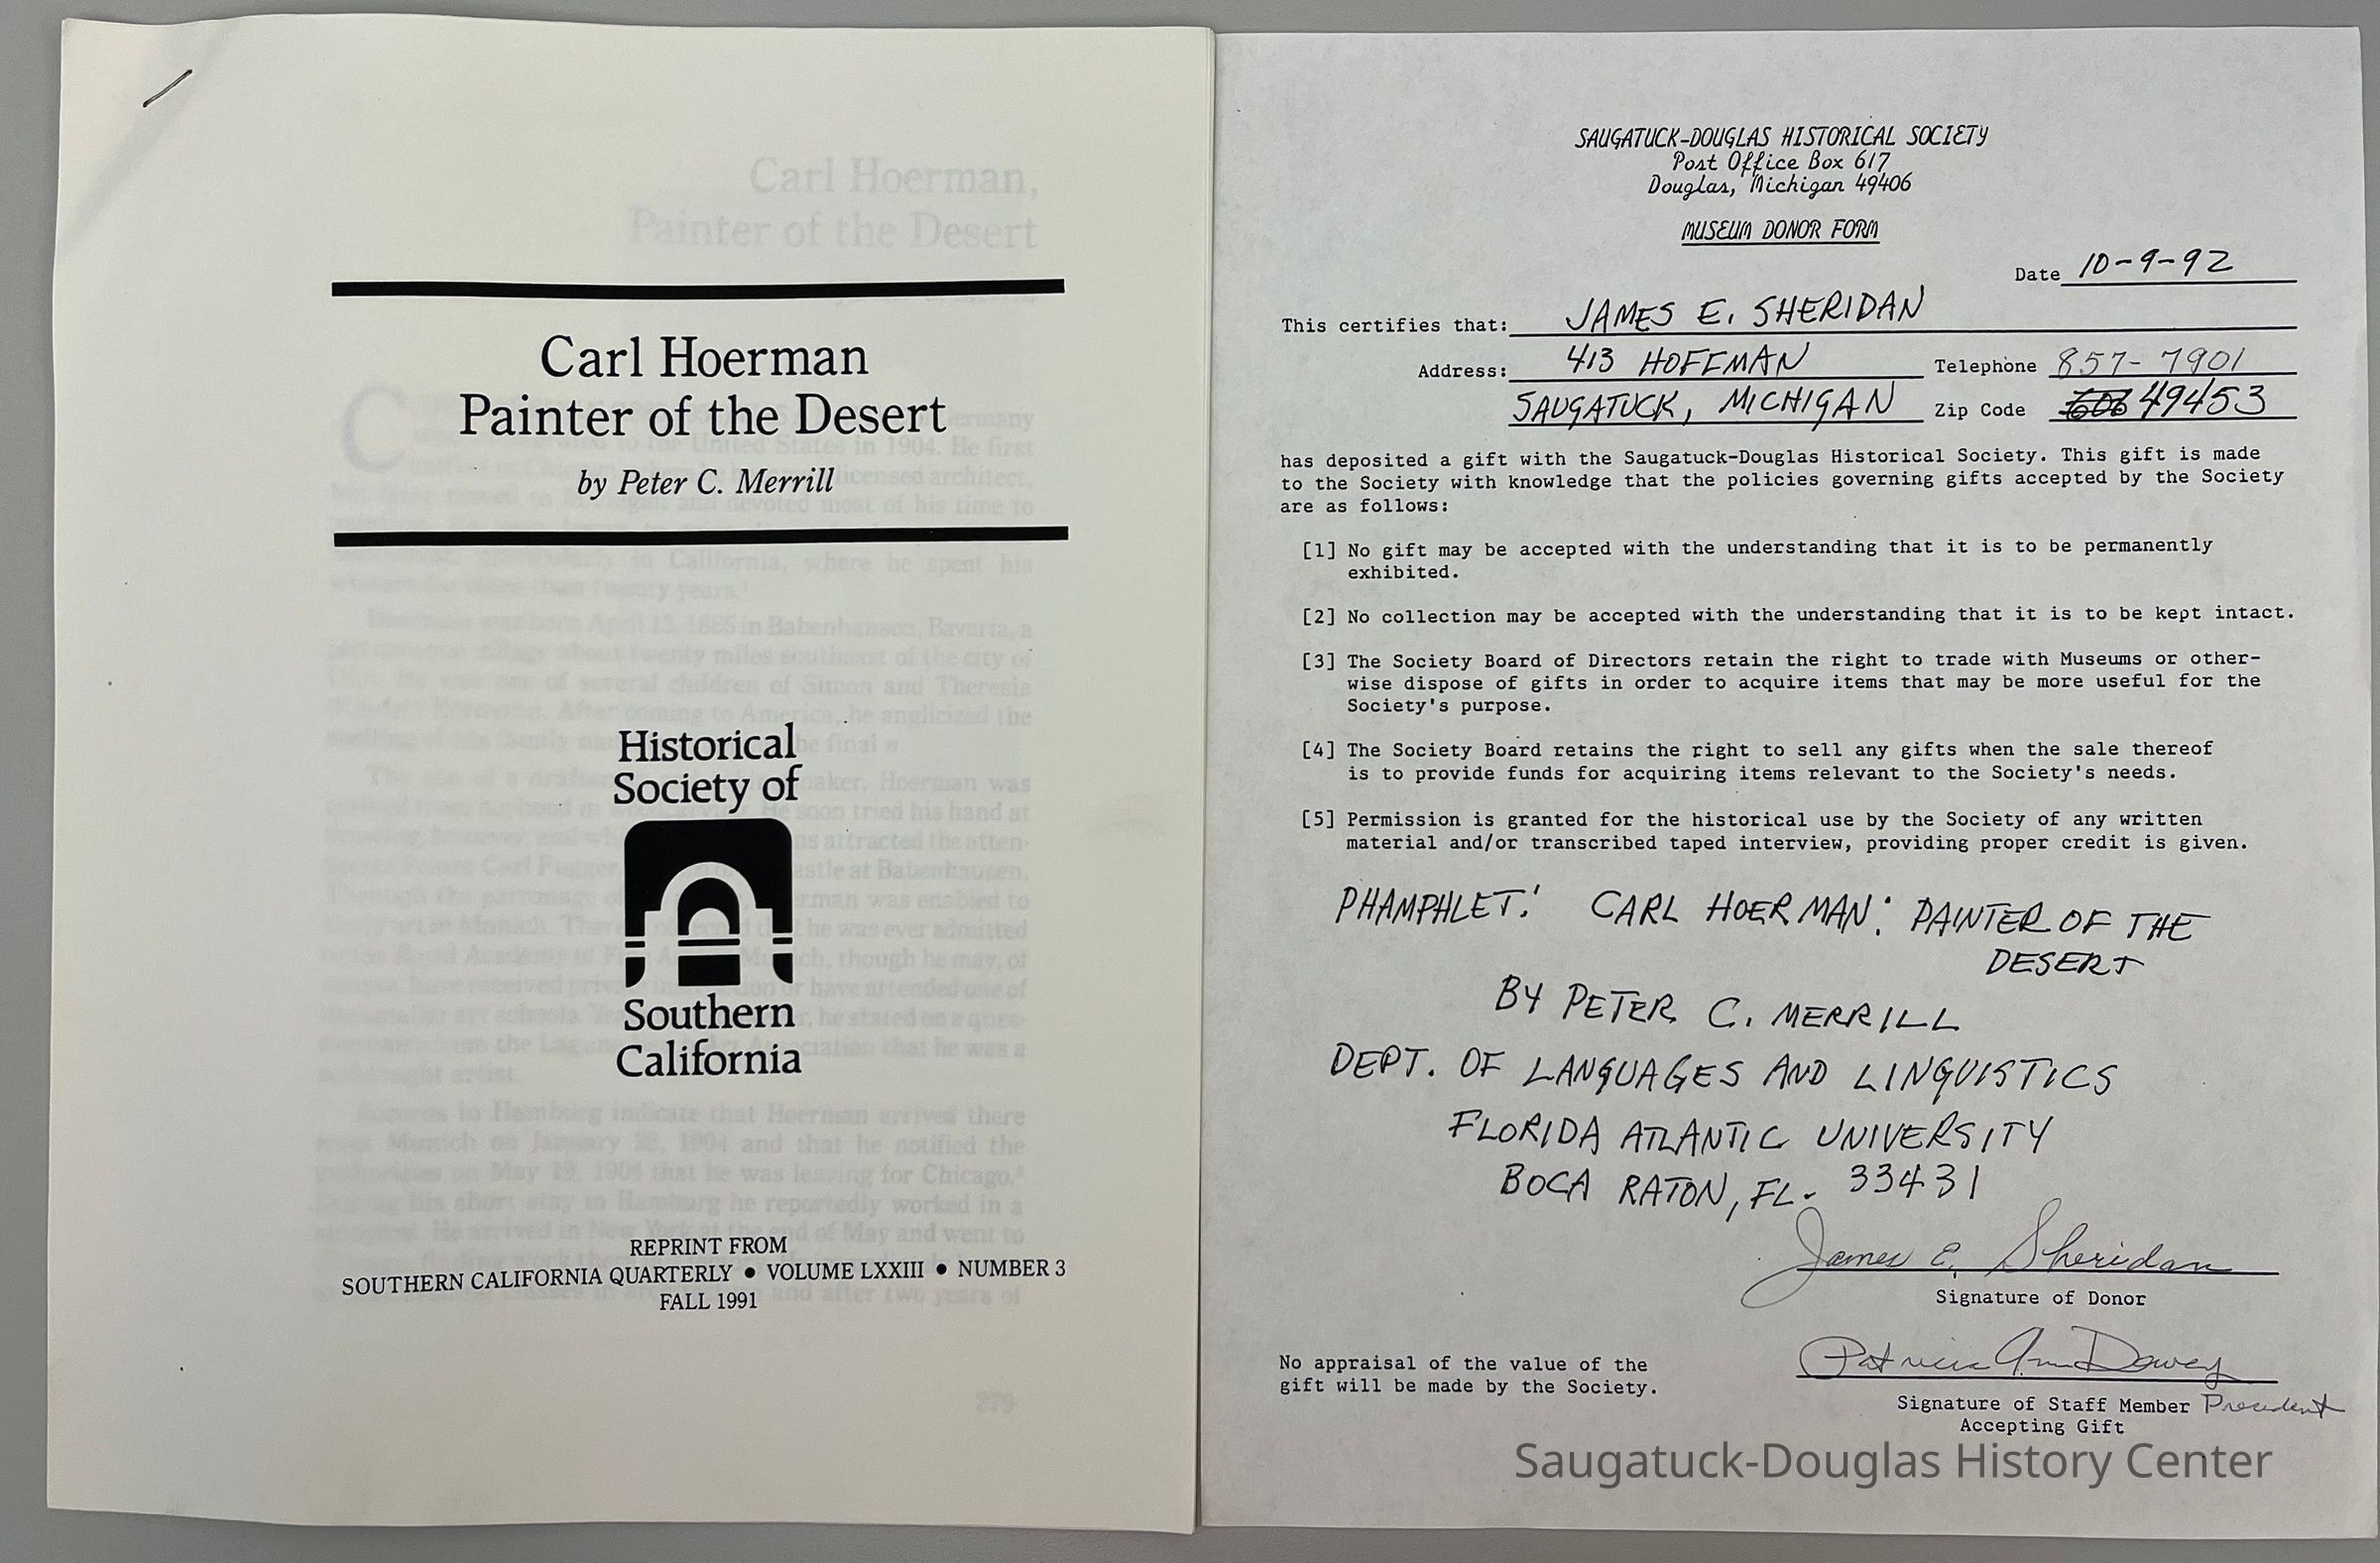 Carl Hoerman,
Painter of the Desert
Carl Hoerman
Painter of the Desert
by Peter C. Merrill
Historical
Society of
Southern
California
REPRINT FROM
SOUTHERN CALIFORNIA QUARTERLY • VOLUME LXXIII • NUMBER 3
FALL 1991
279
SAUGATUCK-DOUGLAS HISTORICAL SOCIETY
Post Office Box 617
Douglas, Michigan 49406
MUSEUM DONOR FORM
Date 10-9-92
This certifies that: JAMES E. SHERIDAN
Address: 413 HOFFMAN Telephone 857-7901
SAUGATUCK, MICHIGAN Zip Code 49453
has deposited a gift with the Saugatuck-Douglas Historical Society. This gift is made
to the Society with knowledge that the policies governing gifts accepted by the Society
are as follows:
[1] No gift may be accepted with the understanding that it is to be permanently
exhibited.
[2] No collection may be accepted with the understanding that it is to be kept intact.
[3] The Society Board of Directors retain the right to trade with Museums or other-
wise dispose of gifts in order to acquire items that may be more useful for the
Society's purpose.
[4] The Society Board retains the right to sell any gifts when the sale thereof
is to provide funds for acquiring items relevant to the Society's needs.
[5] Permission is granted for the historical use by the Society of any written
material and/or transcribed taped interview, providing proper credit is given.
PHAMPHLET: CARL HOERMAN: PAINTER OF THE
DESERT
BY PETER C. MERRILL
DEPT. OF LANGUAGES AND LINGUISTICS
FLORIDA ATLANTIC UNIVERSITY
BOCA RATON, FL. 33431
James E. Sheridan
Signature of Donor
No appraisal of the value of the
gift will be made by the Society.
Patricia Ann Dewey
Signature of Staff Member President
Accepting Gift
Saugatuck-Douglas History Center